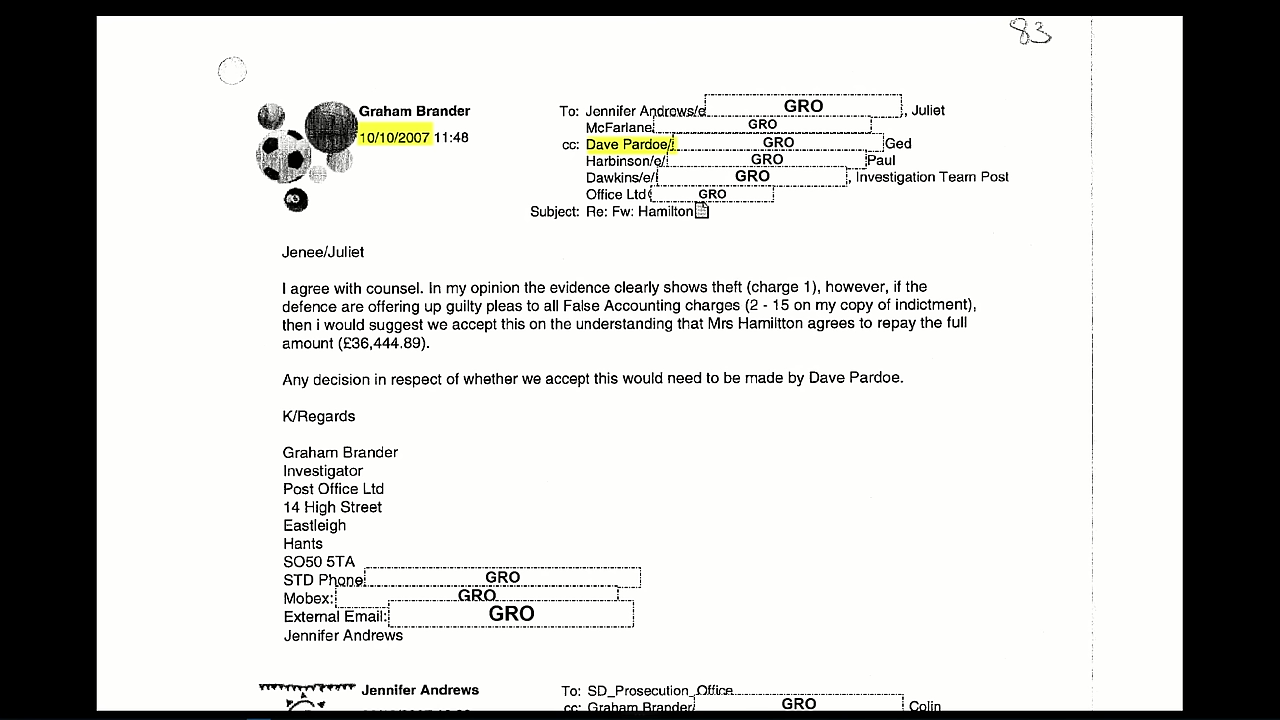 83
Graham Brander
10/10/2007 11:48
To: Jennifer Andrews/e GRO , Juliet
McFarlane GRO
cc: Dave Pardoe/ GRO Ged
Harbinson/e/ GRO Paul
Dawkins/e/ GRO , Investigation Team Post
Office Ltd GRO
Subject: Re: Fw: Hamilton
Jenee/Juliet
I agree with counsel. In my opinion the evidence clearly shows theft (charge 1), however, if the
defence are offering up guilty pleas to all False Accounting charges (2 - 15 on my copy of indictment),
then i would suggest we accept this on the understanding that Mrs Hamiltton agrees to repay the full
amount (£36,444.89).
Any decision in respect of whether we accept this would need to be made by Dave Pardoe.
K/Regards
Graham Brander
Investigator
Post Office Ltd
14 High Street
Eastleigh
Hants
SO50 5TA
STD Phone GRO
Mobex: GRO
External Email: GRO
Jennifer Andrews
Jennifer Andrews
To: SD_Prosecution_Office
cc: Graham Brander/ GRO Colin